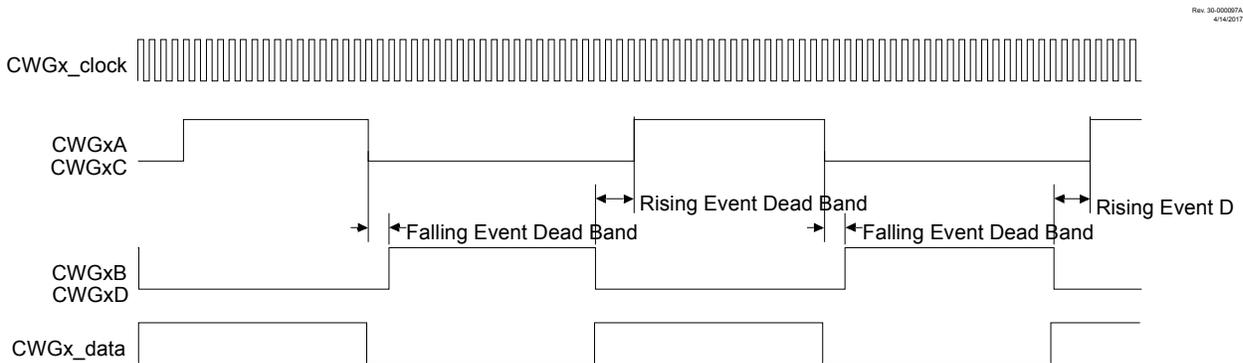 Rev. 30-000097A
4/14/2017
CWGx_clock
CWGxA
CWGxC
Rising Event Dead Band
Rising Event D
Falling Event Dead Band
Falling Event Dead Band
CWGxB
CWGxD
CWGx_data